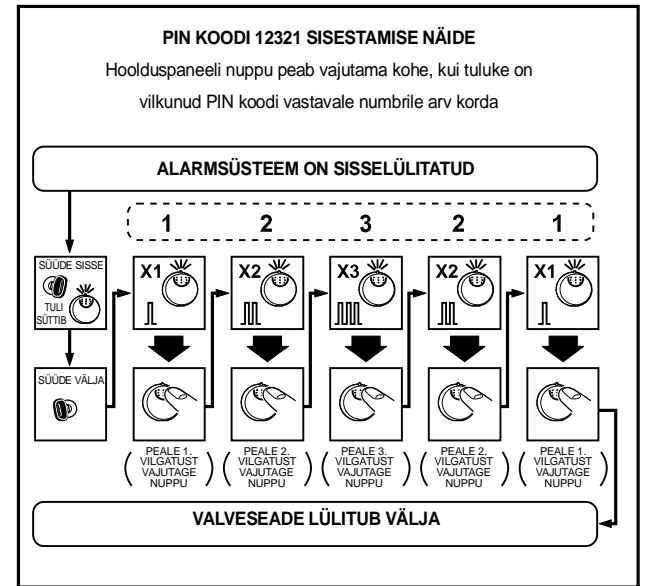 PIN KOODI 12321 SISESTAMISE NÄIDE
Hoolduspaneeli nuppu peab vajutama kohe, kui tuluke on
vilkunud PIN koodi vastavale numbrile arv korda
ALARMSÜSTEEM ON SISSELÜLITATUD
1 2 3 2 1
SÜÜDE SISSE
TULI
SÜTTIB
X1 X2 X3 X2 X1
SÜÜDE VÄLJA
(PEALE 1.
VILGATUST
VAJUTAGE
NUPPU)
(PEALE 2.
VILGATUST
VAJUTAGE
NUPPU)
(PEALE 3.
VILGATUST
VAJUTAGE
NUPPU)
(PEALE 2.
VILGATUST
VAJUTAGE
NUPPU)
(PEALE 1.
VILGATUST
VAJUTAGE
NUPPU)
VALVESEADE LÜLITUB VÄLJA